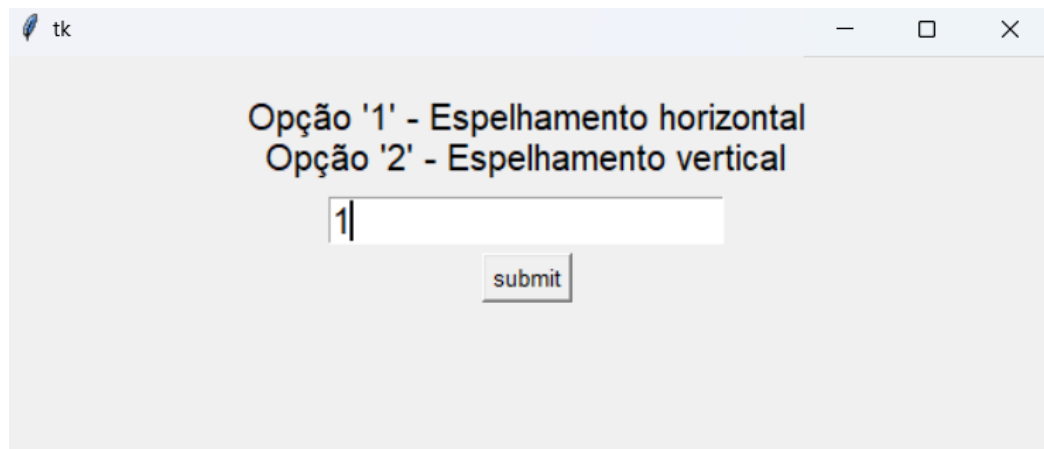 tk
Opção '1' - Espelhamento horizontal
Opção '2' - Espelhamento vertical
1
submit